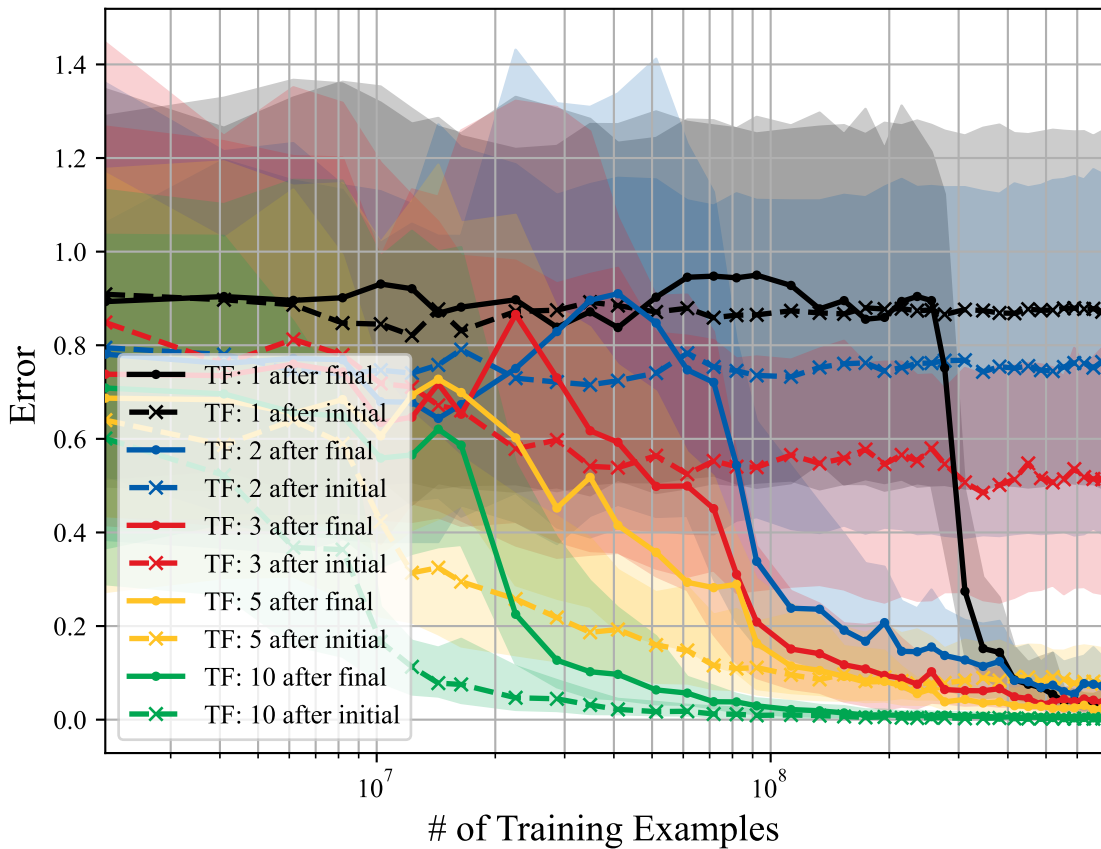 1.4
1.2
1.0
0.8
0.6
0.4
0.2
0.0
Error
TF: 1 after final
TF: 1 after initial
TF: 2 after final
TF: 2 after initial
TF: 3 after final
TF: 3 after initial
TF: 5 after final
TF: 5 after initial
TF: 10 after final
TF: 10 after initial
10⁷ 10⁸
# of Training Examples